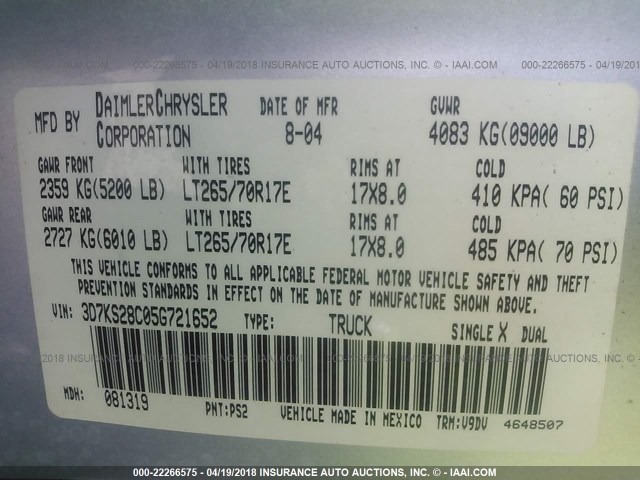 000-22266575 - 04/19/2018 INSURANCE AUTO AUCTIONS, INC. - © IAAI.COM
000-22266575 - 04/19/2018
MFD BY DAIMLERCHRYSLER CORPORATION DATE OF MFR 8-04 GVWR 4083 KG(09000 LB)
GAWR FRONT WITH TIRES RIMS AT COLD
2359 KG(5200 LB) LT265/70R17E 17X8.0 410 KPA( 60 PSI)
GAWR REAR WITH TIRES RIMS AT COLD
2727 KG(6010 LB) LT265/70R17E 17X8.0 485 KPA( 70 PSI)
THIS VEHICLE CONFORMS TO ALL APPLICABLE FEDERAL MOTOR VEHICLE SAFETY AND THEFT
PREVENTION STANDARDS IN EFFECT ON THE DATE OF MANUFACTURE SHOWN ABOVE.
VIN: 3D7KS28C05G721652 TYPE: TRUCK SINGLE X DUAL
MDH: 081319 PNT:PS2 VEHICLE MADE IN MEXICO TRM:V9DV 4648507
000-22266575 - 04/19/2018 INSURANCE AUTO AUCTIONS, INC. - © IAAI.COM